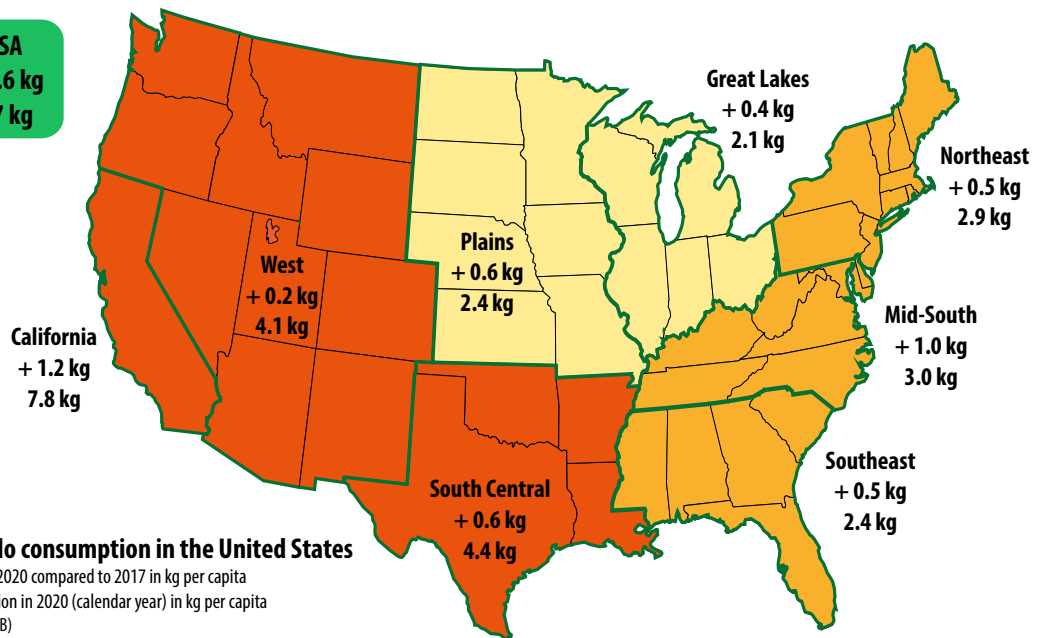 SA
.6 kg
7 kg
Great Lakes
+ 0.4 kg
2.1 kg
Northeast
+ 0.5 kg
2.9 kg
Plains
+ 0.6 kg
2.4 kg
West
+ 0.2 kg
4.1 kg
Mid-South
+ 1.0 kg
3.0 kg
California
+ 1.2 kg
7.8 kg
Southeast
+ 0.5 kg
2.4 kg
South Central
+ 0.6 kg
4.4 kg
do consumption in the United States
2020 compared to 2017 in kg per capita
ion in 2020 (calendar year) in kg per capita
B)